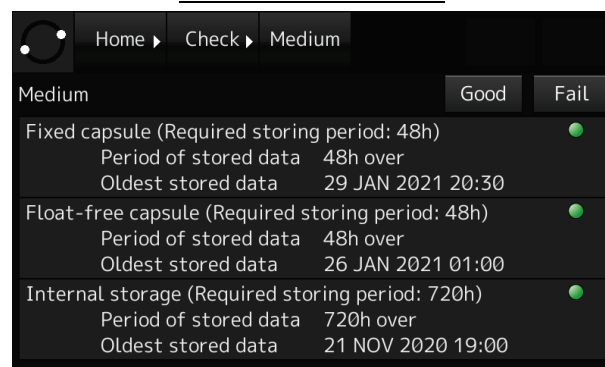 Home Check Medium
Medium Good Fail
Fixed capsule (Required storing period: 48h)
Period of stored data 48h over
Oldest stored data 29 JAN 2021 20:30
Float-free capsule (Required storing period: 48h)
Period of stored data 48h over
Oldest stored data 26 JAN 2021 01:00
Internal storage (Required storing period: 720h)
Period of stored data 720h over
Oldest stored data 21 NOV 2020 19:00